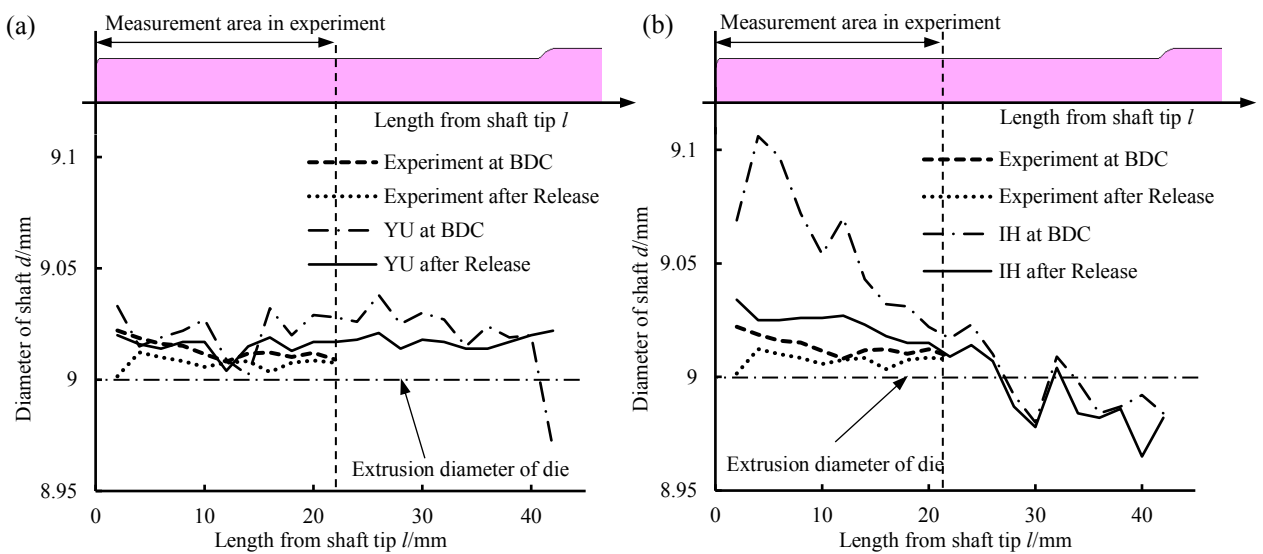 (a)
Measurement area in experiment
Length from shaft tip l
9.1
9.05
9
8.95
Diameter of shaft d/mm
Experiment at BDC
Experiment after Release
YU at BDC
YU after Release
Extrusion diameter of die
0
10
20
30
40
Length from shaft tip l/mm
(b)
Measurement area in experiment
Length from shaft tip l
9.1
9.05
9
8.95
Diameter of shaft d/mm
Experiment at BDC
Experiment after Release
IH at BDC
IH after Release
Extrusion diameter of die
0
10
20
30
40
Length from shaft tip l/mm